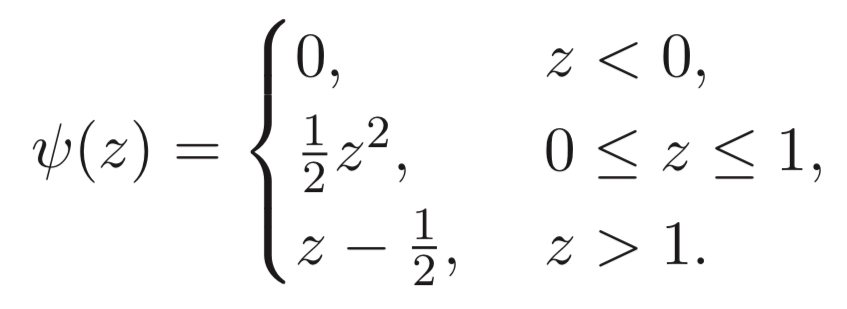 ψ(z) = { 0, z < 0,
½z², 0 ≤ z ≤ 1,
z − ½, z > 1.